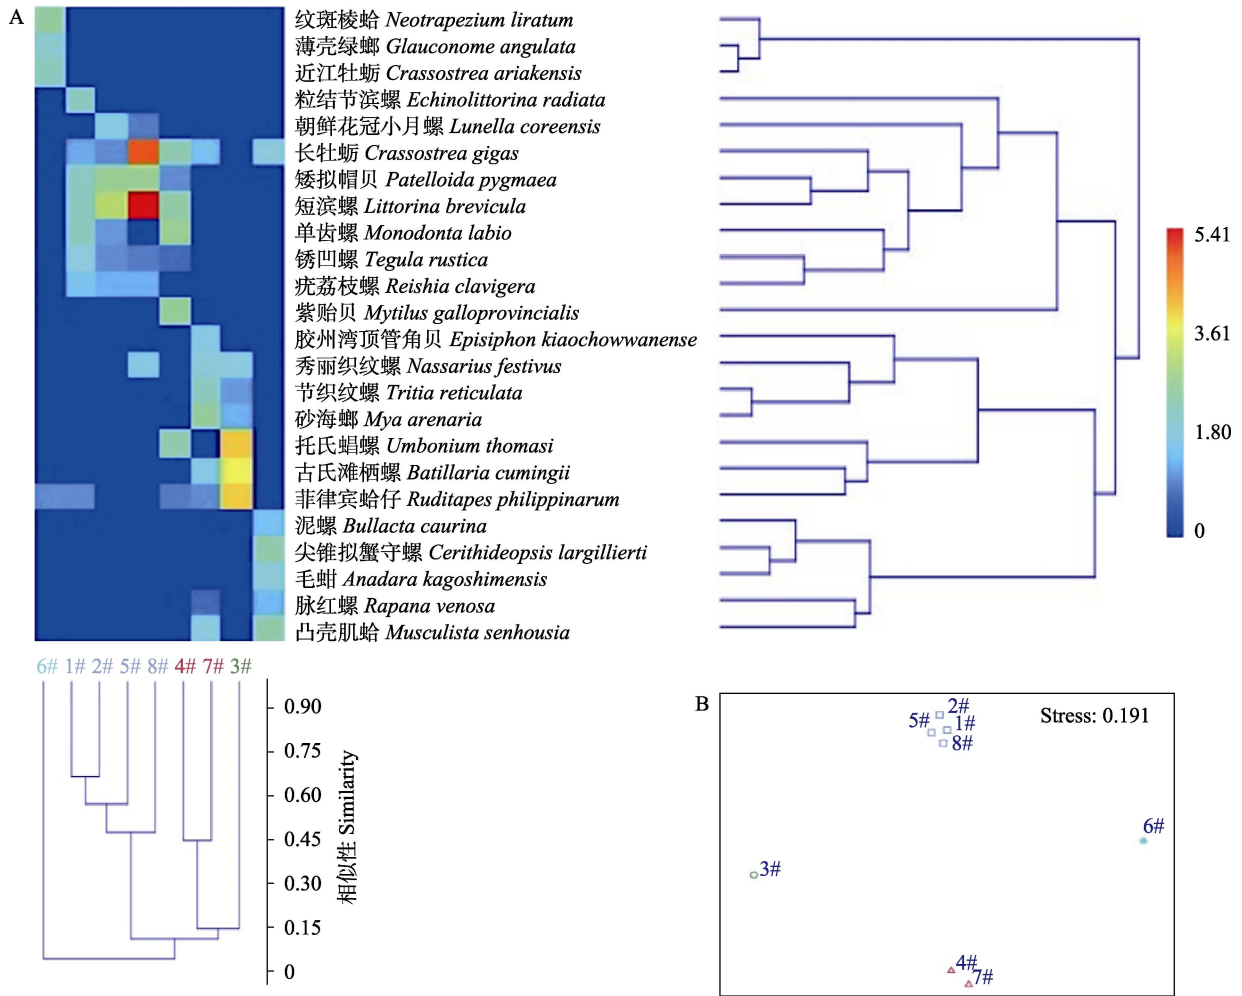 A
纹斑棱蛤 Neotrapezium liratum
薄壳绿螂 Glauconome angulata
近江牡蛎 Crassostrea ariakensis
粒结节滨螺 Echinolittorina radiata
朝鲜花冠小月螺 Lunella coreensis
长牡蛎 Crassostrea gigas
矮拟帽贝 Patelloida pygmaea
短滨螺 Littorina brevicula
单齿螺 Monodonta labio
锈凹螺 Tegula rustica
疣荔枝螺 Reishia clavigera
紫贻贝 Mytilus galloprovincialis
胶州湾顶管角贝 Episiphon kiaochowwanense
秀丽织纹螺 Nassarius festivus
节织纹螺 Tritia reticulata
砂海螂 Mya arenaria
托氏蜎螺 Umbonium thomasi
古氏滩栖螺 Batillaria cumingii
菲律宾蛤仔 Ruditapes philippinarum
泥螺 Bullacta caurina
尖锥拟蟹守螺 Cerithideopsis largillierti
毛蚶 Anadara kagoshimensis
脉红螺 Rapana venosa
凸壳肌蛤 Musculista senhousia
5.41
3.61
1.80
0
6# 1# 2# 5# 8# 4# 7# 3#
0.90
0.75
0.60
0.45
0.30
0.15
0
相似性 Similarity
B
Stress: 0.191
2#
5#
1#
8#
6#
3#
4#
7#